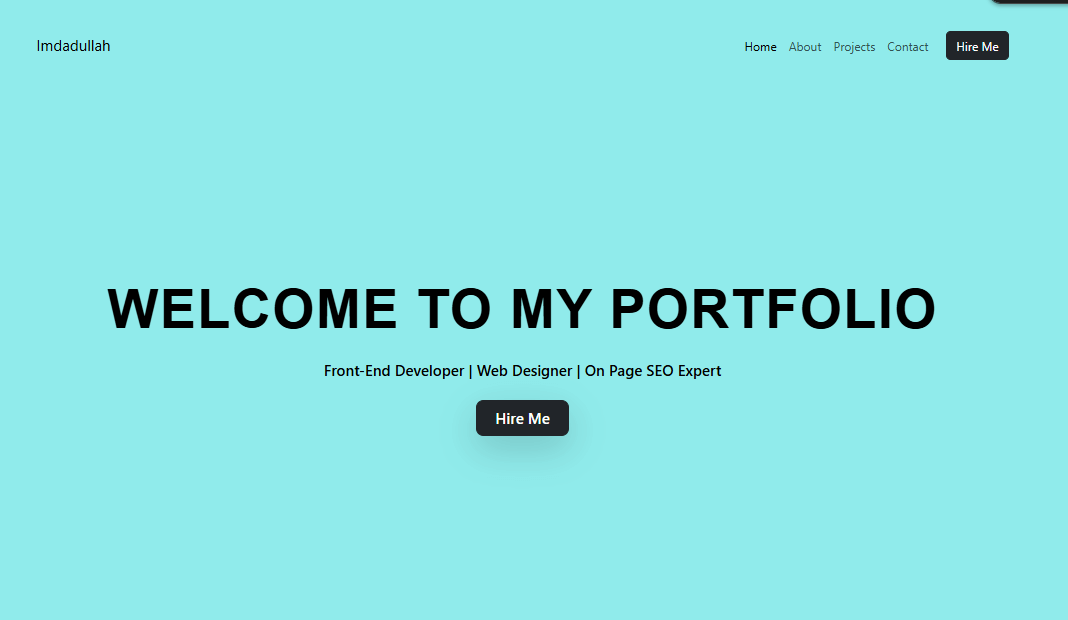 Imdadullah
Home About Projects Contact Hire Me
WELCOME TO MY PORTFOLIO
Front-End Developer | Web Designer | On Page SEO Expert
Hire Me